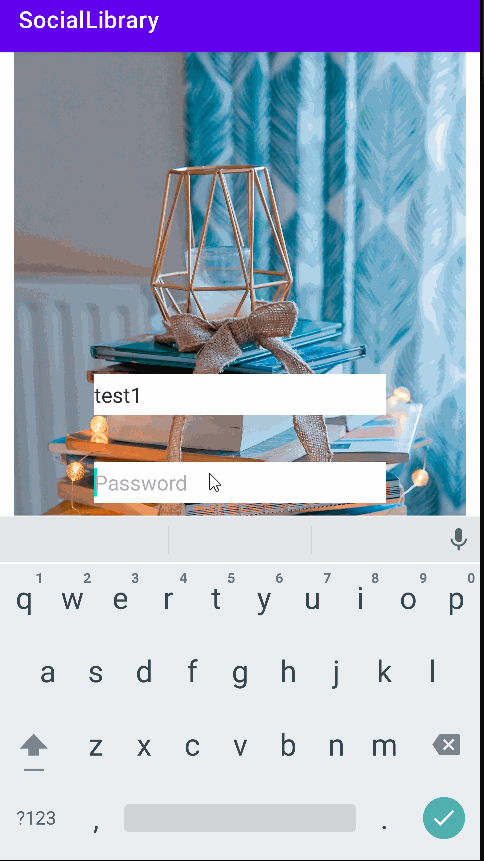 SocialLibrary
test1
Password
1 2 3 4 5 6 7 8 9 0
q w e r t y u i o p
a s d f g h j k l
z x c v b n m
?123 , .